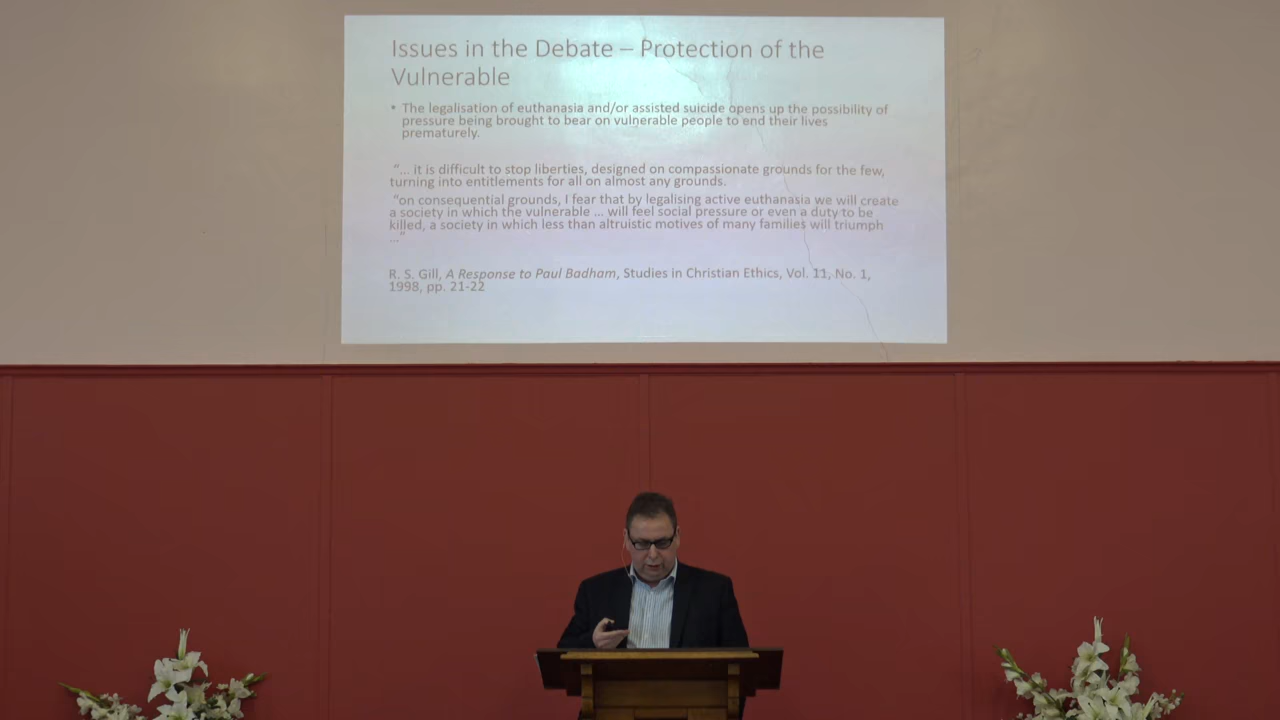 Issues in the Debate – Protection of the
Vulnerable
• The legalisation of euthanasia and/or assisted suicide opens up the possibility of
pressure being brought to bear on vulnerable people to end their lives
prematurely.
“... it is difficult to stop liberties, designed on compassionate grounds for the few,
turning into entitlements for all on almost any grounds.
“on consequential grounds, I fear that by legalising active euthanasia we will create
a society in which the vulnerable ... will feel social pressure or even a duty to be
killed, a society in which less than altruistic motives of many families will triumph
...”
R. S. Gill, A Response to Paul Badham, Studies in Christian Ethics, Vol. 11, No. 1,
1998, pp. 21-22